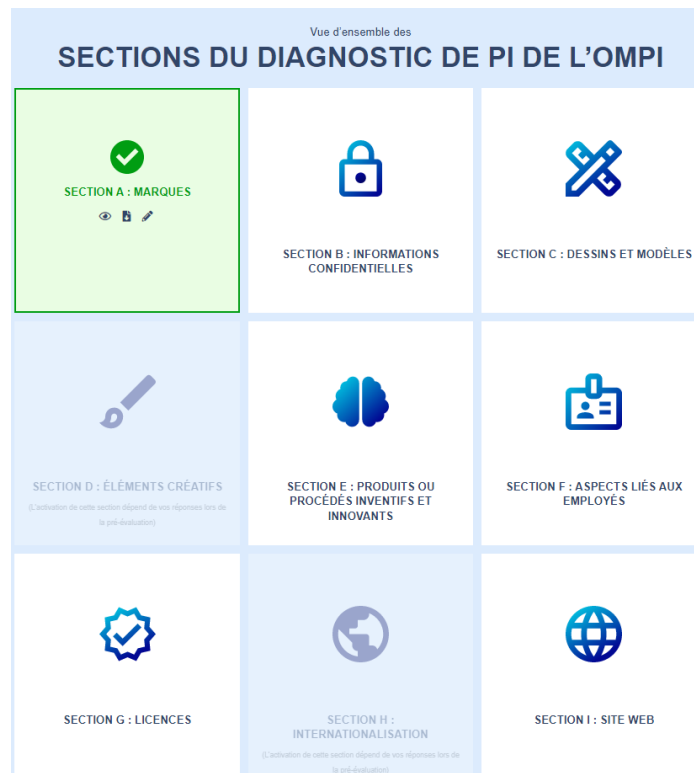 Vue d’ensemble des
SECTIONS DU DIAGNOSTIC DE PI DE L’OMPI
SECTION A : MARQUES
SECTION B : INFORMATIONS
CONFIDENTIELLES
SECTION C : DESSINS ET MODÈLES
SECTION D : ÉLÉMENTS CRÉATIFS
(L'activation de cette section dépend de vos réponses lors de
la pré-évaluation)
SECTION E : PRODUITS OU
PROCÉDÉS INVENTIFS ET
INNOVANTS
SECTION F : ASPECTS LIÉS AUX
EMPLOYÉS
SECTION G : LICENCES
SECTION H :
INTERNATIONALISATION
(L'activation de cette section dépend de vos réponses lors de
la pré-évaluation)
SECTION I : SITE WEB